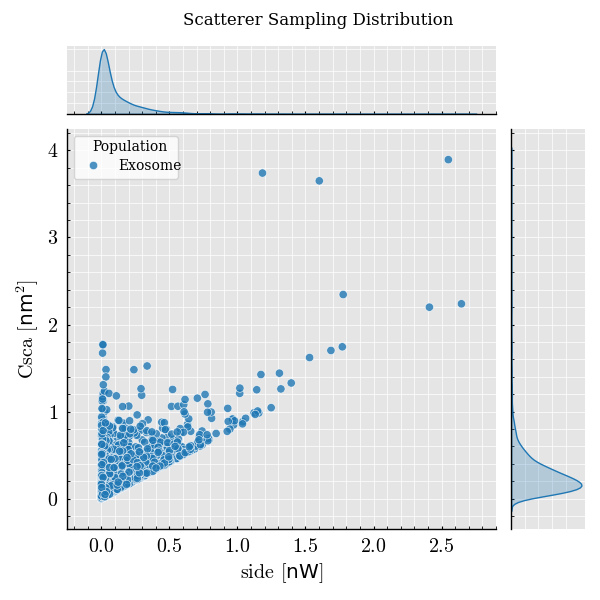 Scatterer Sampling Distribution
Population
Exosome
4
3
2
1
0
Csca [nm²]
0.0 0.5 1.0 1.5 2.0 2.5
side [nW]